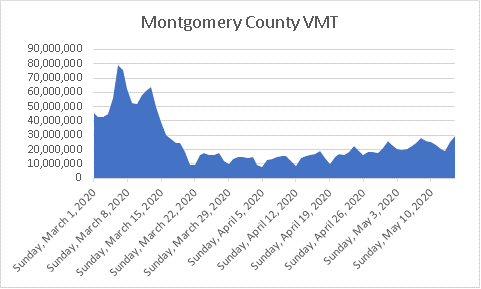 Montgomery County VMT
90,000,000
80,000,000
70,000,000
60,000,000
50,000,000
40,000,000
30,000,000
20,000,000
10,000,000
0
Sunday, March 1, 2020
Sunday, March 8, 2020
Sunday, March 15, 2020
Sunday, March 22, 2020
Sunday, March 29, 2020
Sunday, April 5, 2020
Sunday, April 12, 2020
Sunday, April 19, 2020
Sunday, April 26, 2020
Sunday, May 3, 2020
Sunday, May 10, 2020